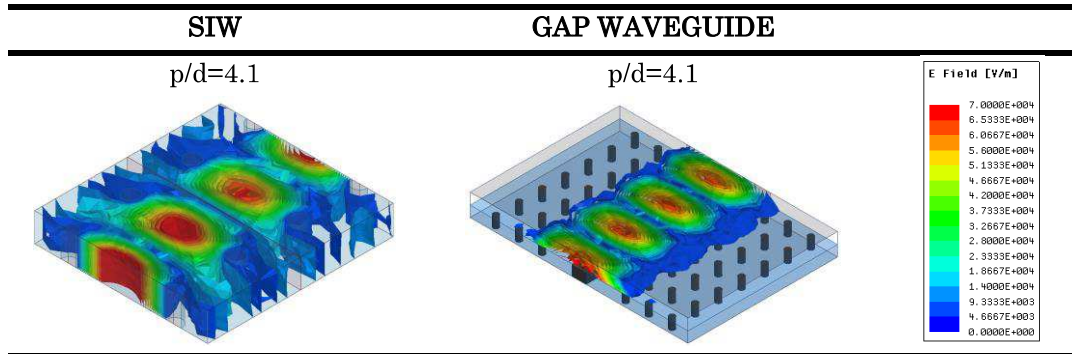 SIW GAP WAVEGUIDE
p/d=4.1 p/d=4.1
E Field [V/m]
7.0000E+004
6.5333E+004
6.0667E+004
5.6000E+004
5.1333E+004
4.6667E+004
4.2000E+004
3.7333E+004
3.2667E+004
2.8000E+004
2.3333E+004
1.8667E+004
1.4000E+004
9.3333E+003
4.6667E+003
0.0000E+000